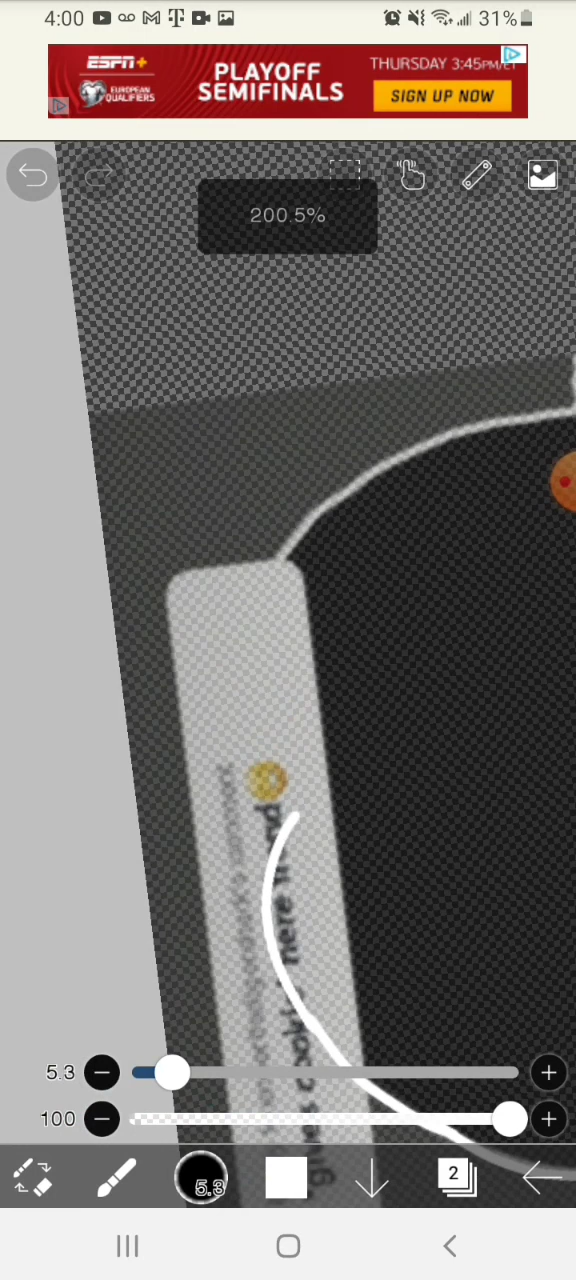 4:00
31%
ESPN+
EUROPEAN
QUALIFIERS
PLAYOFF
SEMIFINALS
THURSDAY 3:45PM/ET
SIGN UP NOW
200.5%
here
5.3
100
5.3
2